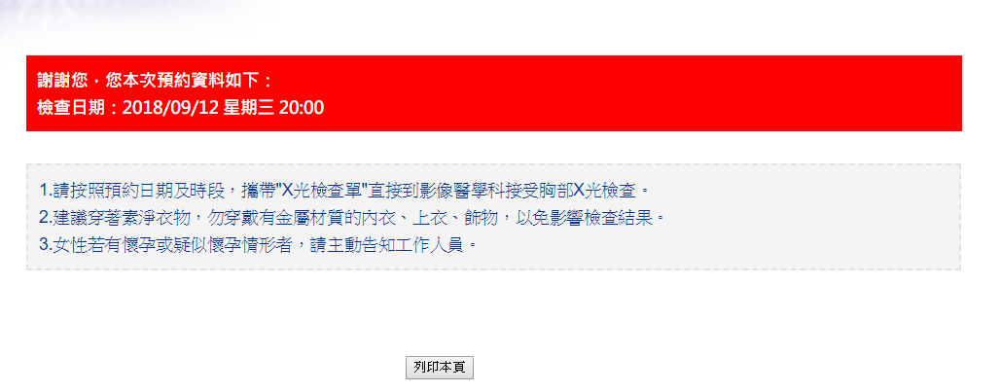 謝謝您，您本次預約資料如下：
檢查日期：2018/09/12 星期三 20:00
1.請按照預約日期及時段，攜帶"X光檢查單"直接到影像醫學科接受胸部X光檢查。
2.建議穿著素淨衣物，勿穿戴有金屬材質的內衣、上衣、飾物，以免影響檢查結果。
3.女性若有懷孕或疑似懷孕情形者，請主動告知工作人員。
列印本頁